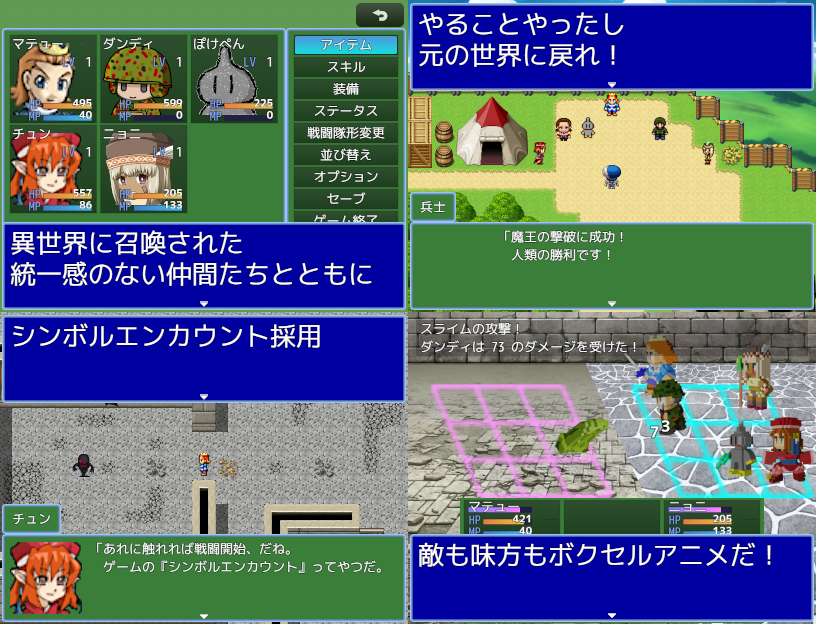 マテュー
LV 1
HP 495
MP 40
ダンディ
LV 1
HP 599
MP 0
ぽけぺん
LV 1
HP 225
MP 0
チュン
LV 1
HP 557
MP 86
ニョニ
LV 1
HP 205
MP 133
アイテム
スキル
装備
ステータス
戦闘隊形変更
並び替え
オプション
セーブ
ゲーム終了
異世界に召喚された
統一感のない仲間たちとともに
やることやったし
元の世界に戻れ！
兵士
「魔王の撃破に成功！
人類の勝利です！
シンボルエンカウント採用
チュン
「あれに触れれば戦闘開始、だね。
ゲームの『シンボルエンカウント』ってやつだ。
スライムの攻撃！
ダンディは 73 のダメージを受けた！
73
マテュー
HP 421
MP 40
ニョニ
HP 205
MP 133
敵も味方もボクセルアニメだ！